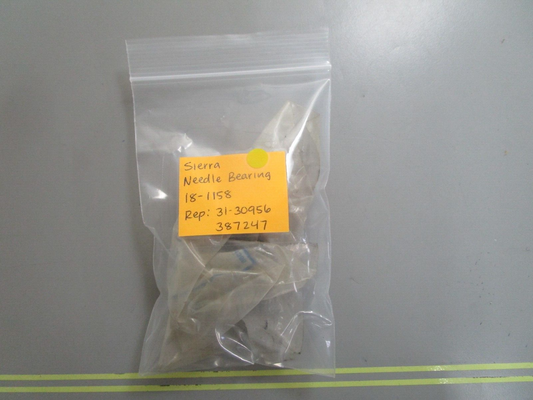 Sierra
Needle Bearing
18-1158
Rep: 31-30956
387247